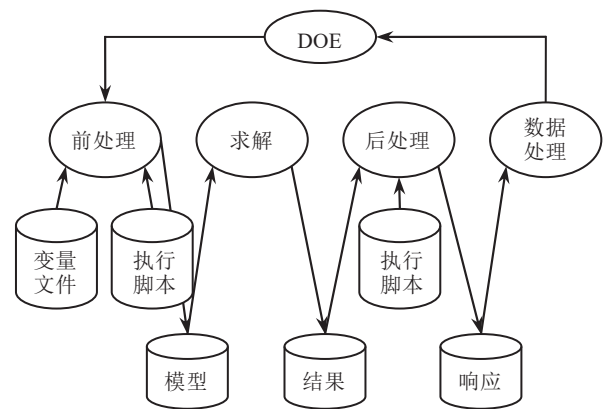 DOE
前处理
求解
后处理
数据
处理
变量
文件
执行
脚本
执行
脚本
模型
结果
响应